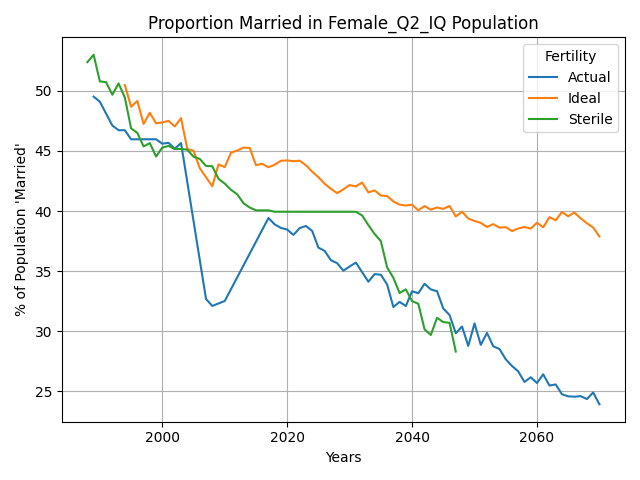 Proportion Married in Female_Q2_IQ Population
% of Population 'Married'
50
45
40
35
30
25
Fertility
Actual
Ideal
Sterile
2000
2020
2040
2060
Years